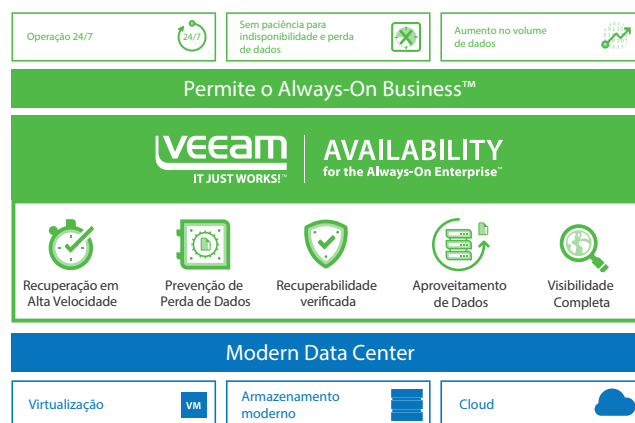 Operação 24/7
24/7
Sem paciência para
indisponibilidade e perda
de dados
Aumento no volume
de dados
Permite o Always-On Business™
veeam
IT JUST WORKS!™
AVAILABILITY
for the Always-On Enterprise™
Recuperação em
Alta Velocidade
Prevenção de
Perda de Dados
Recuperabilidade
verificada
Aproveitamento
de Dados
Visibilidade
Completa
Modern Data Center
Virtualização
VM
Armazenamento
moderno
Cloud